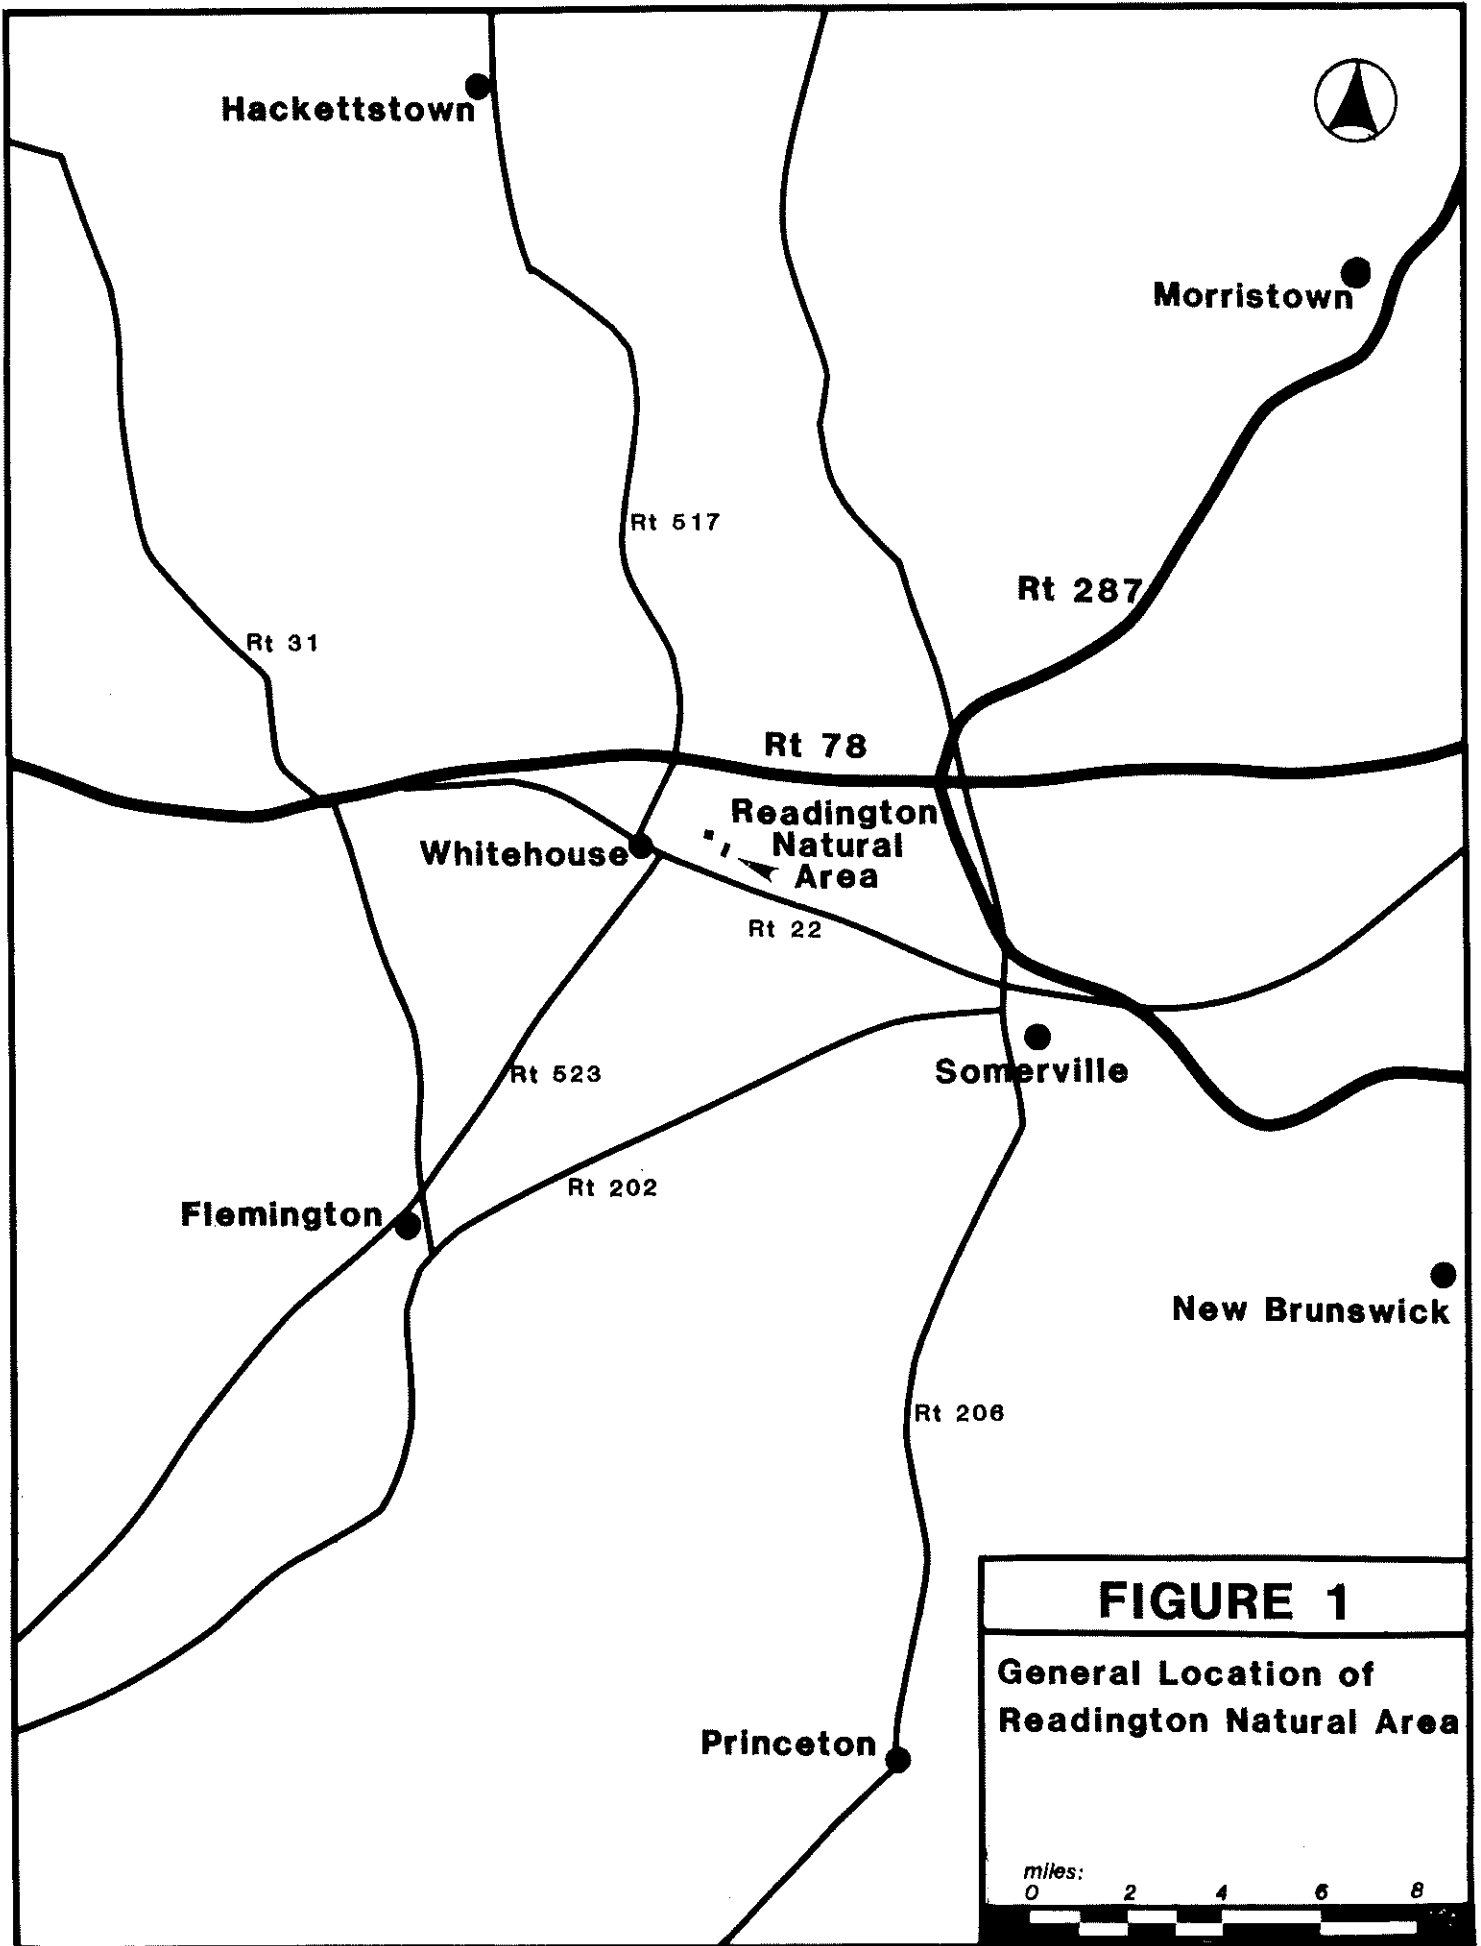 Hackettstown
Morristown
Rt 517
Rt 287
Rt 31
Rt 78
Readington
Natural
Area
Whitehouse
Rt 22
Somerville
Rt 523
Rt 202
Flemington
New Brunswick
Rt 206
FIGURE 1
General Location of
Readington Natural Area
Princeton
miles:
0 2 4 6 8